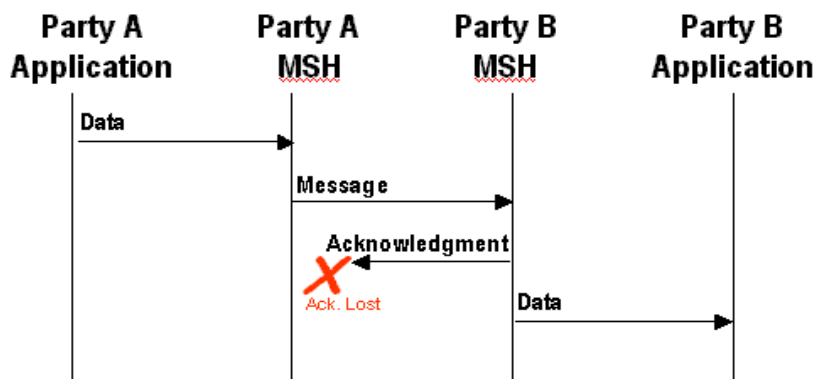 Party A Application
Party A MSH
Party B MSH
Party B Application
Data
Message
Acknowledgment
Ack. Lost
Data